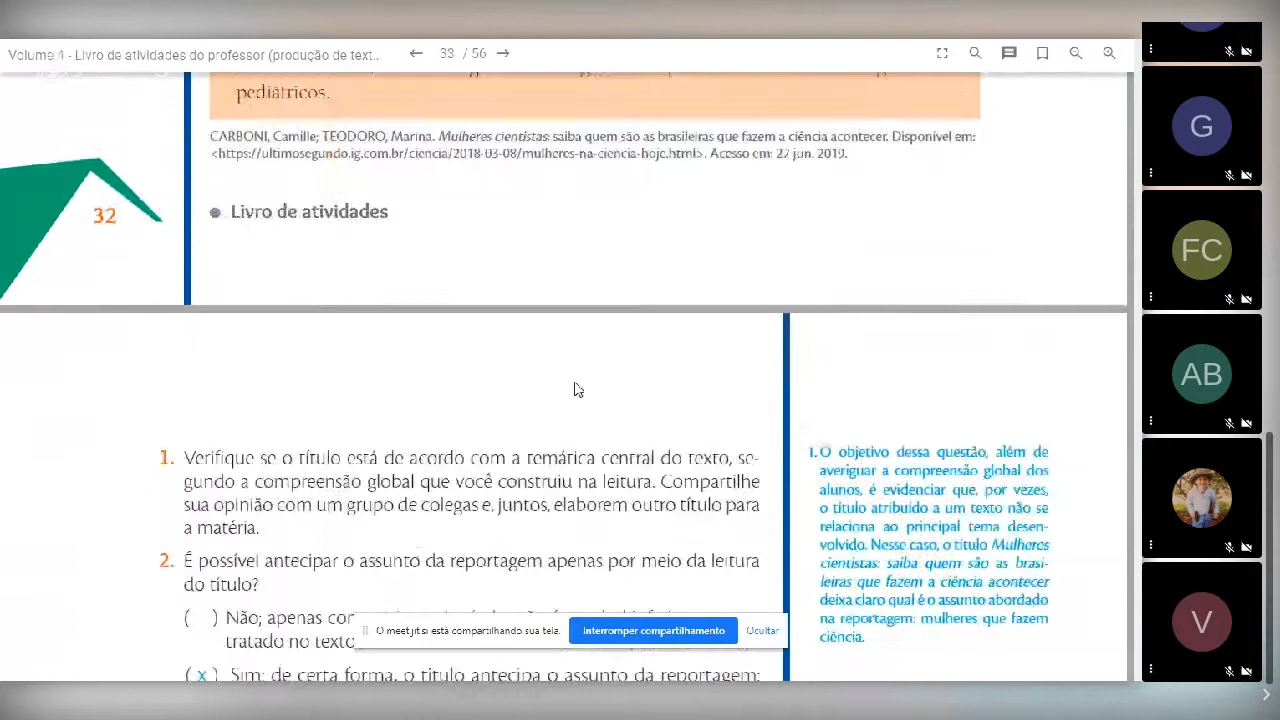 Volume 4 - Livro de atividades do professor (produção de text...
33 / 56
pediátricos.
CARBONI, Camille; TEODORO, Marina. Mulheres cientistas: saiba quem são as brasileiras que fazem a ciência acontecer. Disponível em:
<https://ultimosegundo.ig.com.br/ciencia/2018-03-08/mulheres-na-ciencia-hoje.html>. Acesso em: 27 jun. 2019.
32
Livro de atividades
1. Verifique se o título está de acordo com a temática central do texto, se-
gundo a compreensão global que você construiu na leitura. Compartilhe
sua opinião com um grupo de colegas e, juntos, elaborem outro título para
a matéria.
2. É possível antecipar o assunto da reportagem apenas por meio da leitura
do título?
( ) Não; apenas
tratado no texto
( x ) Sim; de certa forma, o título antecipa o assunto da reportagem;
O meet.jit.si está compartilhando sua tela.
Interromper compartilhamento
Ocultar
1. O objetivo dessa questão, além de
averiguar a compreensão global dos
alunos, é evidenciar que, por vezes,
o título atribuído a um texto não se
relaciona ao principal tema desen-
volvido. Nesse caso, o título Mulheres
cientistas: saiba quem são as brasi-
leiras que fazem a ciência acontecer
deixa claro qual é o assunto abordado
na reportagem: mulheres que fazem
ciência.
G
FC
AB
V